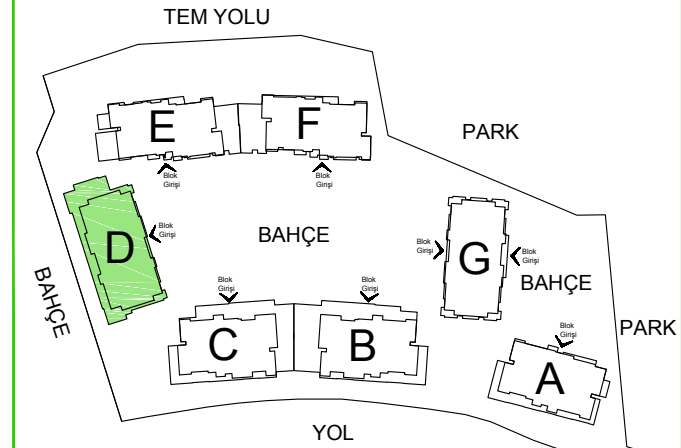 TEM YOLU
E
F
PARK
Blok
Girişi
Blok
Girişi
D
Blok
Girişi
BAHÇE
Blok
Girişi
G
Blok
Girişi
BAHÇE
BAHÇE
Blok
Girişi
Blok
Girişi
C
B
Blok
Girişi
PARK
A
YOL